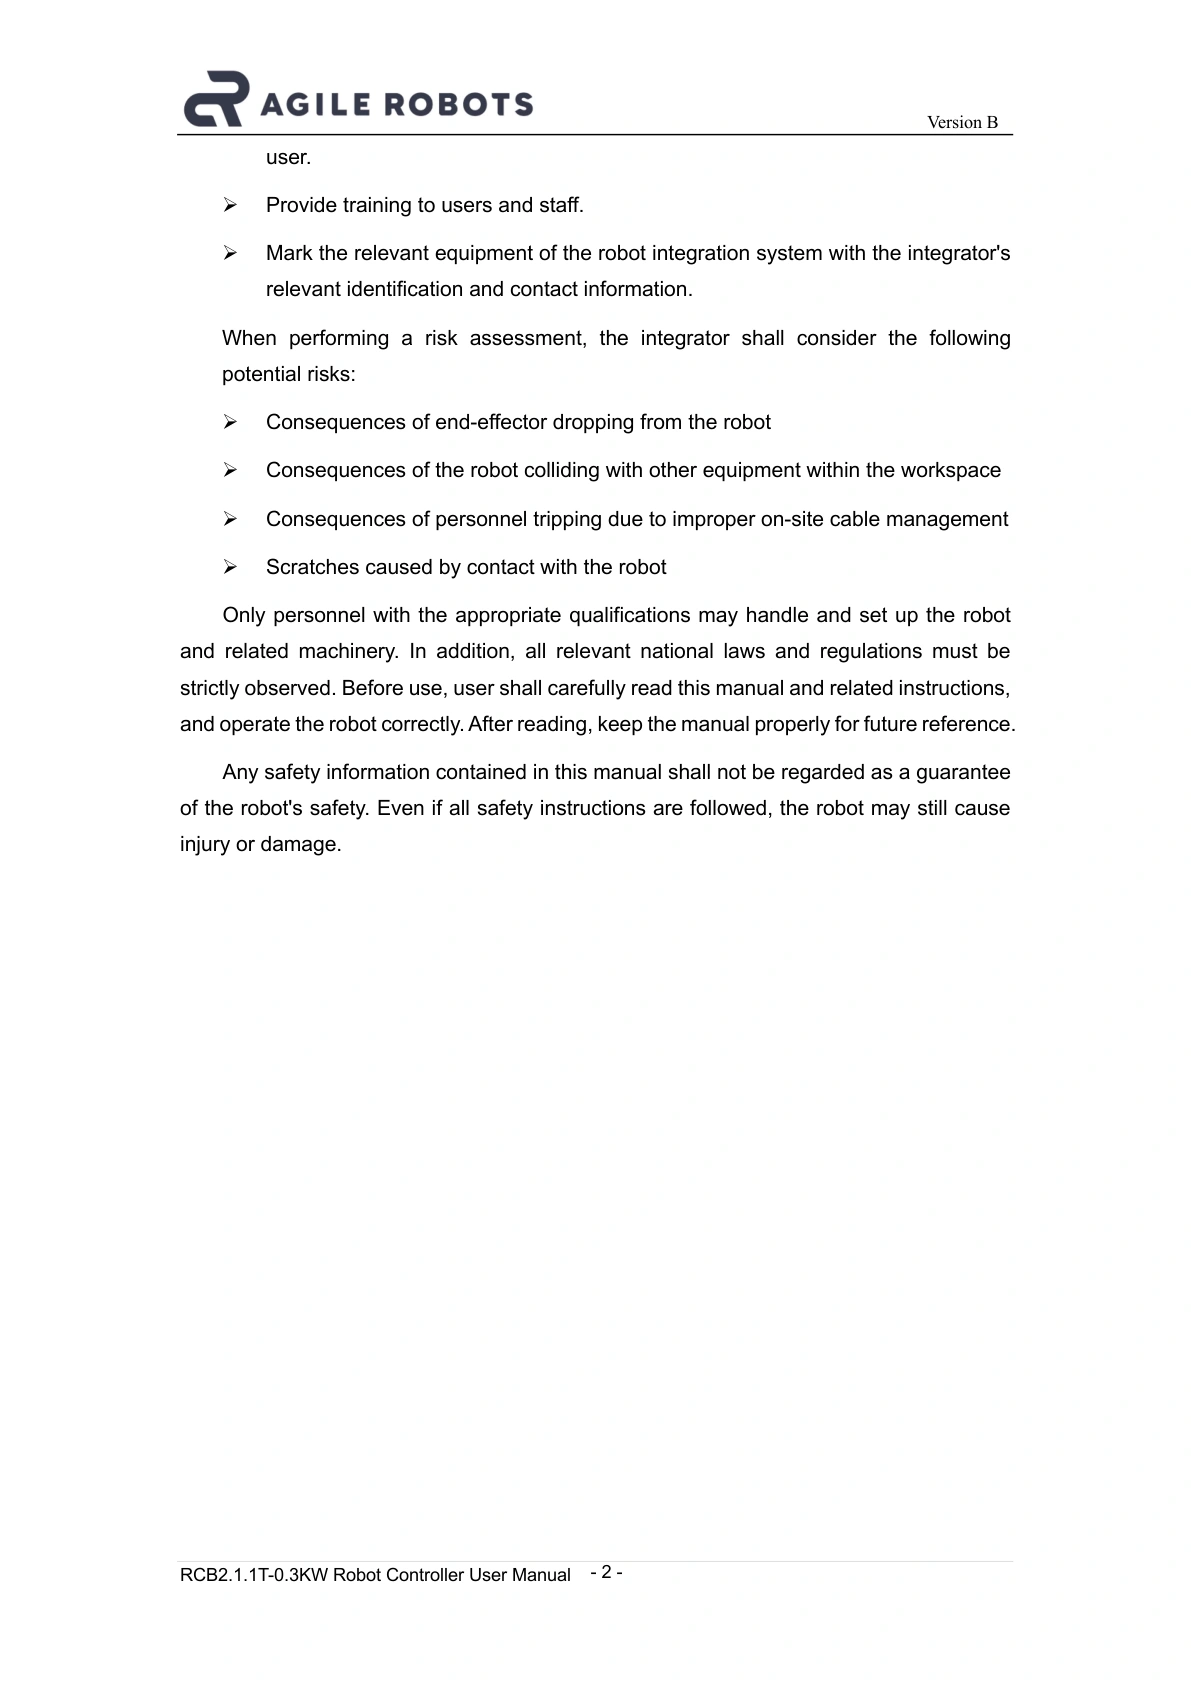 AGILE ROBOTS
Version B
user.
➢ Provide training to users and staff.
➢ Mark the relevant equipment of the robot integration system with the integrator's
relevant identification and contact information.
When performing a risk assessment, the integrator shall consider the following
potential risks:
➢ Consequences of end-effector dropping from the robot
➢ Consequences of the robot colliding with other equipment within the workspace
➢ Consequences of personnel tripping due to improper on-site cable management
➢ Scratches caused by contact with the robot
Only personnel with the appropriate qualifications may handle and set up the robot
and related machinery. In addition, all relevant national laws and regulations must be
strictly observed. Before use, user shall carefully read this manual and related instructions,
and operate the robot correctly. After reading, keep the manual properly for future reference.
Any safety information contained in this manual shall not be regarded as a guarantee
of the robot's safety. Even if all safety instructions are followed, the robot may still cause
injury or damage.
RCB2.1.1T-0.3KW Robot Controller User Manual - 2 -